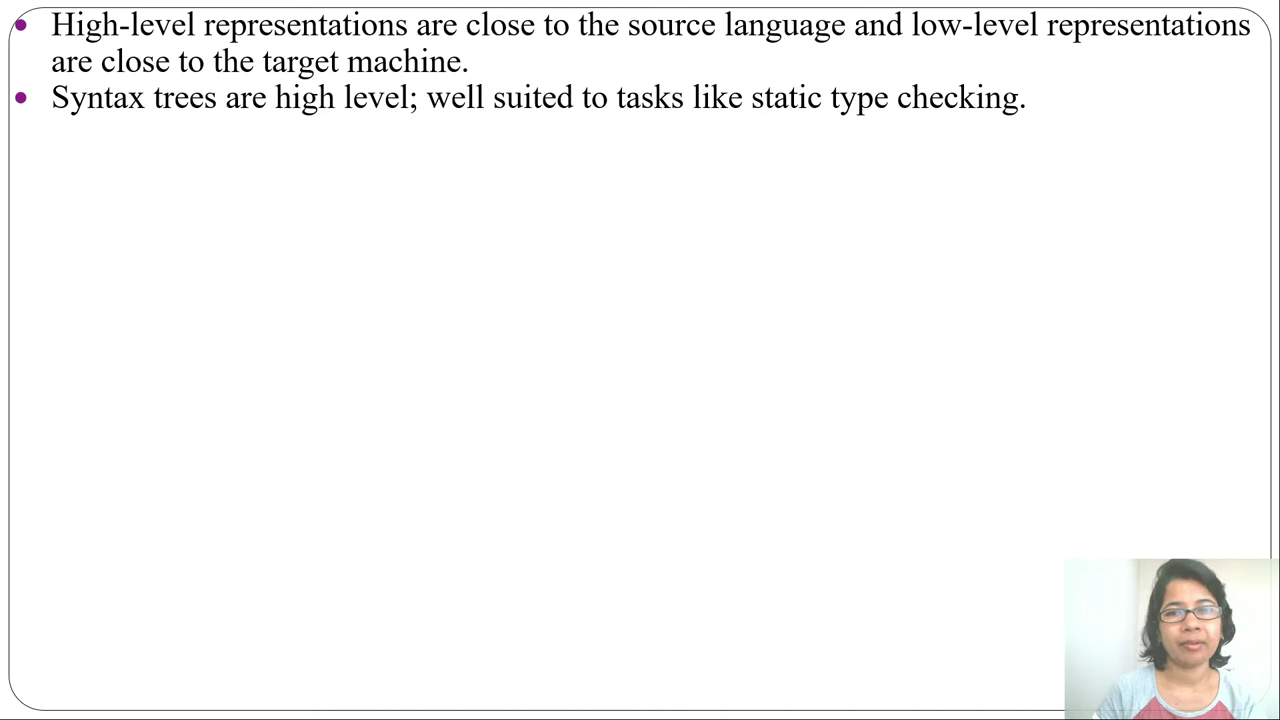 • High-level representations are close to the source language and low-level representations
are close to the target machine.
• Syntax trees are high level; well suited to tasks like static type checking.